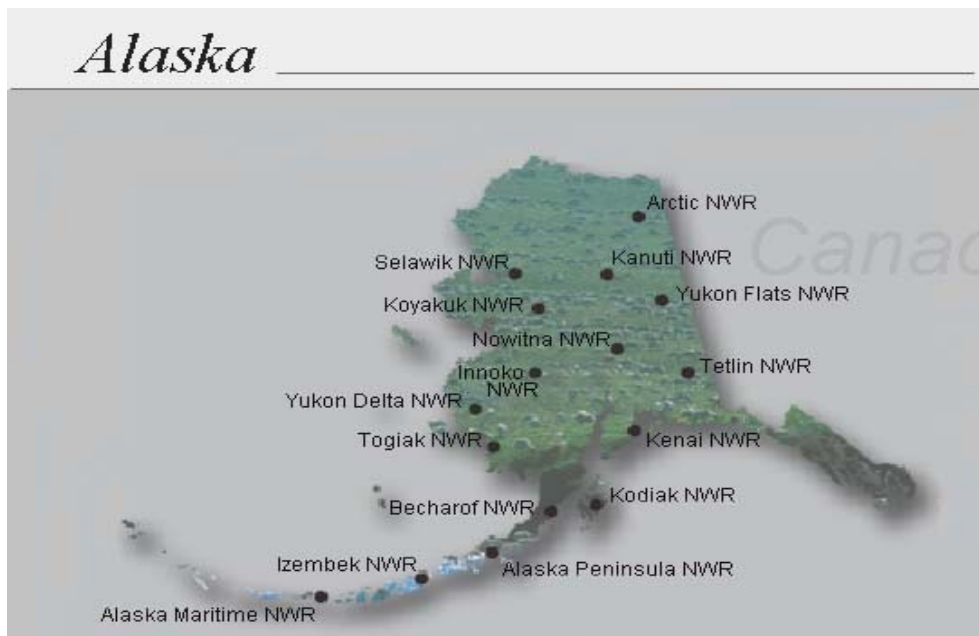 Alaska
Arctic NWR
Canad
Selawik NWR
Kanuti NWR
Koyakuk NWR
Yukon Flats NWR
Nowitna NWR
Innoko
NWR
Tetlin NWR
Yukon Delta NWR
Togiak NWR
Kenai NWR
Becharof NWR
Kodiak NWR
Izembek NWR
Alaska Peninsula NWR
Alaska Maritime NWR